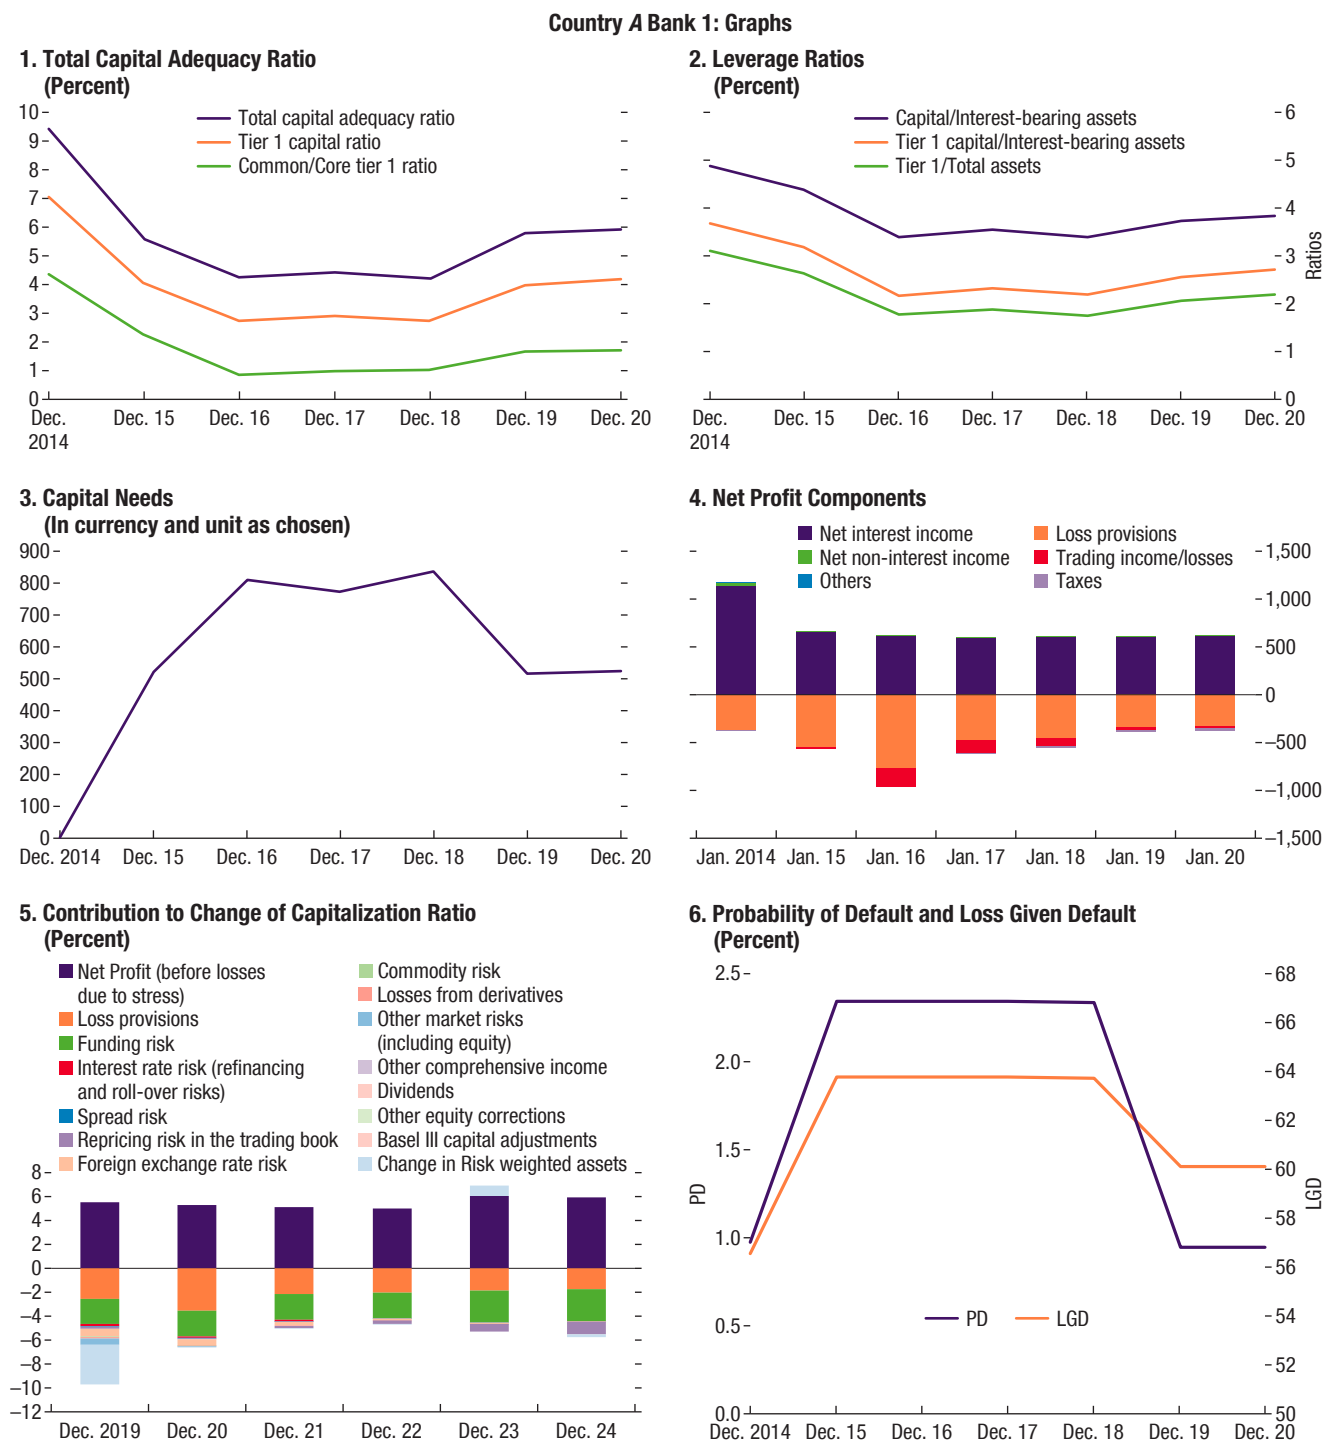 Country A Bank 1: Graphs
1. Total Capital Adequacy Ratio
(Percent)
10
9
8
7
6
5
4
3
2
1
0
Total capital adequacy ratio
Tier 1 capital ratio
Common/Core tier 1 ratio
Dec. 2014
Dec. 15
Dec. 16
Dec. 17
Dec. 18
Dec. 19
Dec. 20
2. Leverage Ratios
(Percent)
Capital/Interest-bearing assets
Tier 1 capital/Interest-bearing assets
Tier 1/Total assets
6
5
4
3
2
1
0
Ratios
Dec. 2014
Dec. 15
Dec. 16
Dec. 17
Dec. 18
Dec. 19
Dec. 20
3. Capital Needs
(In currency and unit as chosen)
900
800
700
600
500
400
300
200
100
0
Dec. 2014
Dec. 15
Dec. 16
Dec. 17
Dec. 18
Dec. 19
Dec. 20
4. Net Profit Components
Net interest income
Net non-interest income
Others
Loss provisions
Trading income/losses
Taxes
1,500
1,000
500
0
–500
–1,000
–1,500
Jan. 2014
Jan. 15
Jan. 16
Jan. 17
Jan. 18
Jan. 19
Jan. 20
5. Contribution to Change of Capitalization Ratio
(Percent)
Net Profit (before losses
due to stress)
Loss provisions
Funding risk
Interest rate risk (refinancing
and roll-over risks)
Spread risk
Repricing risk in the trading book
Foreign exchange rate risk
Commodity risk
Losses from derivatives
Other market risks
(including equity)
Other comprehensive income
Dividends
Other equity corrections
Basel III capital adjustments
Change in Risk weighted assets
8
6
4
2
0
–2
–4
–6
–8
–10
–12
Dec. 2019
Dec. 20
Dec. 21
Dec. 22
Dec. 23
Dec. 24
6. Probability of Default and Loss Given Default
(Percent)
2.5
2.0
1.5
1.0
0.5
0.0
PD
PD
LGD
68
66
64
62
60
58
56
54
52
50
LGD
Dec. 2014
Dec. 15
Dec. 16
Dec. 17
Dec. 18
Dec. 19
Dec. 20